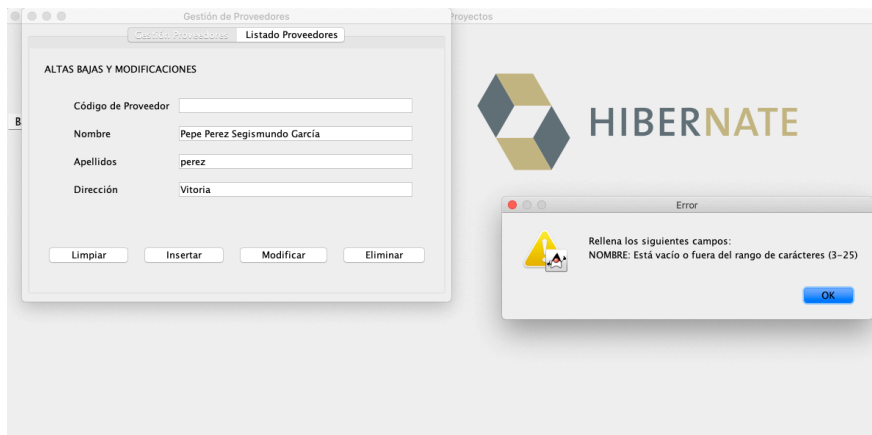 Gestión de Proveedores
Proyectos
Gestión Proveedores
Listado Proveedores
ALTAS BAJAS Y MODIFICACIONES
Código de Proveedor
Nombre
Pepe Perez Segismundo García
Apellidos
perez
Dirección
Vitoria
Limpiar
Insertar
Modificar
Eliminar
B
HIBERNATE
Error
Rellena los siguientes campos:
NOMBRE: Está vacío o fuera del rango de carácteres (3-25)
OK